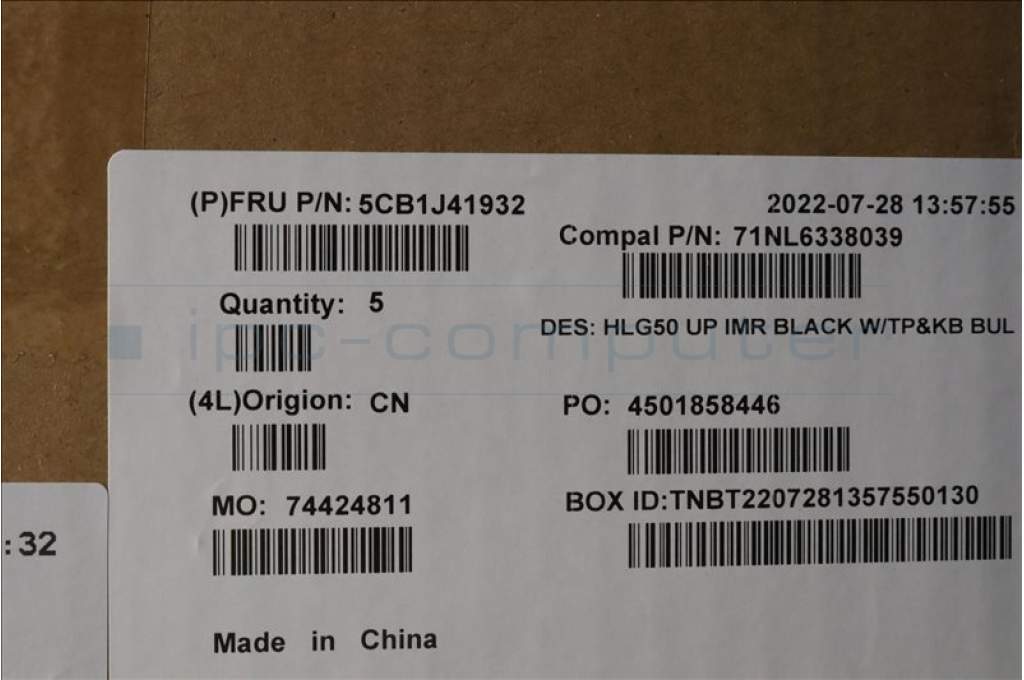 (P)FRU P/N: 5CB1J41932
2022-07-28 13:57:55
Compal P/N: 71NL6338039
Quantity: 5
DES: HLG50 UP IMR BLACK W/TP&KB BUL
ipc-computer
(4L)Origion: CN
PO: 4501858446
MO: 74424811
BOX ID:TNBT2207281357550130
:32
Made in China